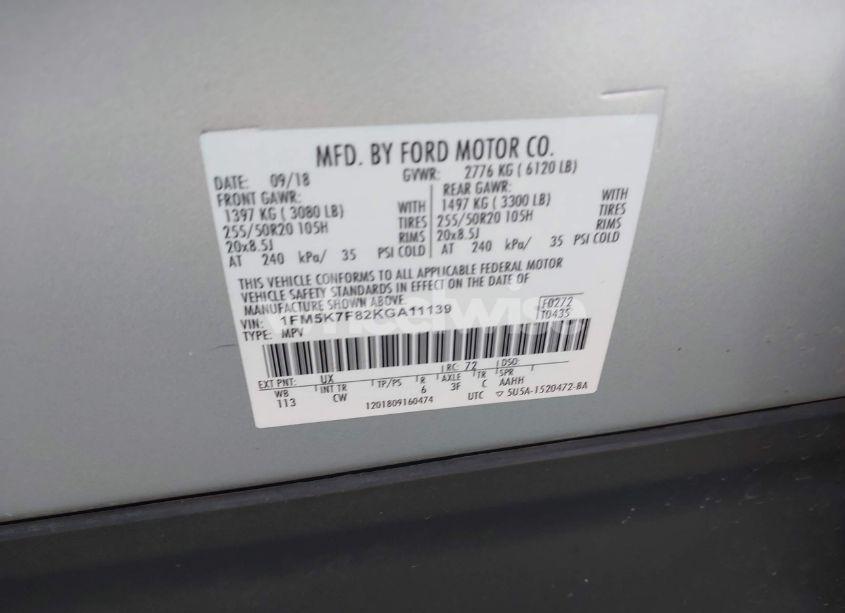 MFD. BY FORD MOTOR CO.
DATE: 09/18 GVWR: 2776 KG ( 6120 LB)
FRONT GAWR: REAR GAWR:
1397 KG ( 3080 LB) WITH 1497 KG ( 3300 LB) WITH
255/50R20 105H TIRES 255/50R20 105H TIRES
20x8.5J RIMS 20x8.5J RIMS
AT 240 kPa/ 35 PSI COLD AT 240 kPa/ 35 PSI COLD
THIS VEHICLE CONFORMS TO ALL APPLICABLE FEDERAL MOTOR
VEHICLE SAFETY STANDARDS IN EFFECT ON THE DATE OF
MANUFACTURE SHOWN ABOVE.
VIN: 1FM5K7F82KGA11139 F0272
TYPE: MPV T0435
EXT PNT: UX RC: 72 DSO:
WB INT TR TP/PS R AXLE TR SPR
113 CW 6 3F C AAHH
1201809160474 UTC ▽ 5U5A-1520472-BA
wheelwise